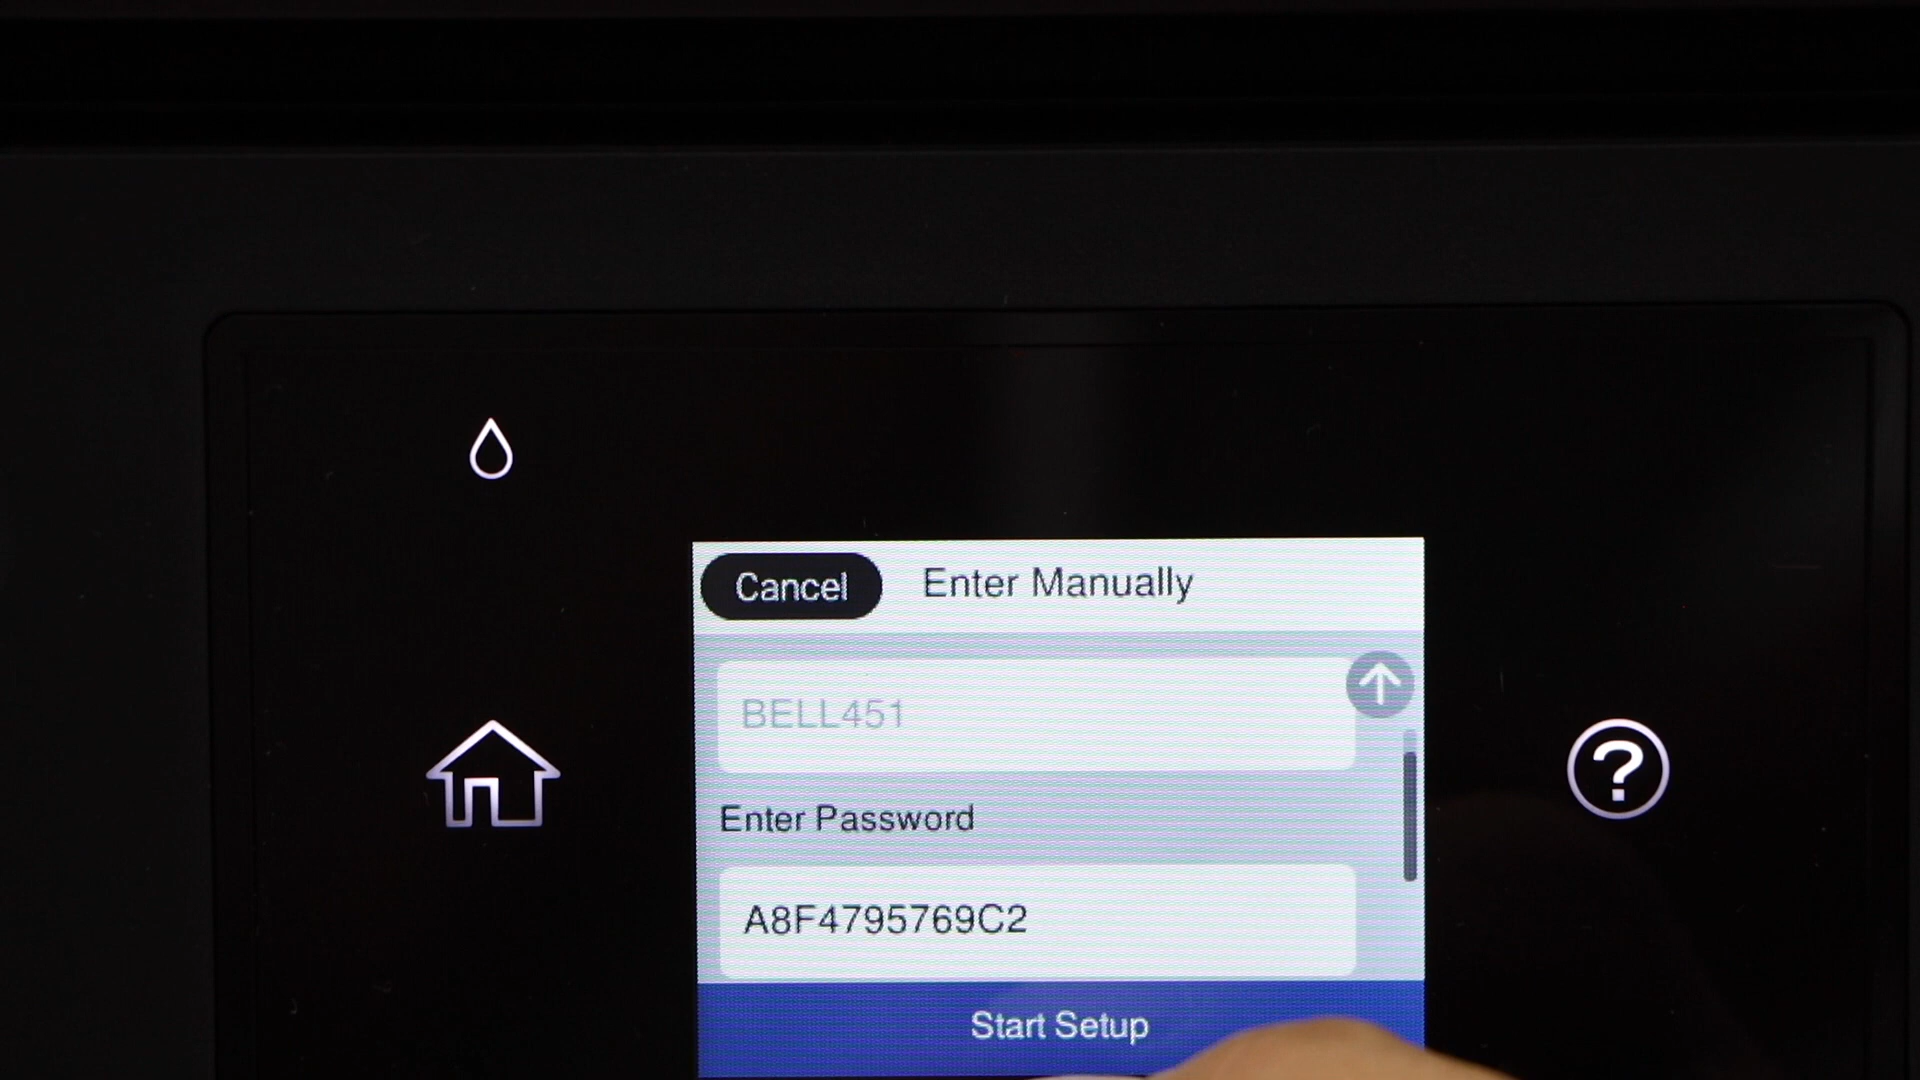 Cancel Enter Manually
BELL451
Enter Password
A8F4795769C2
Start Setup